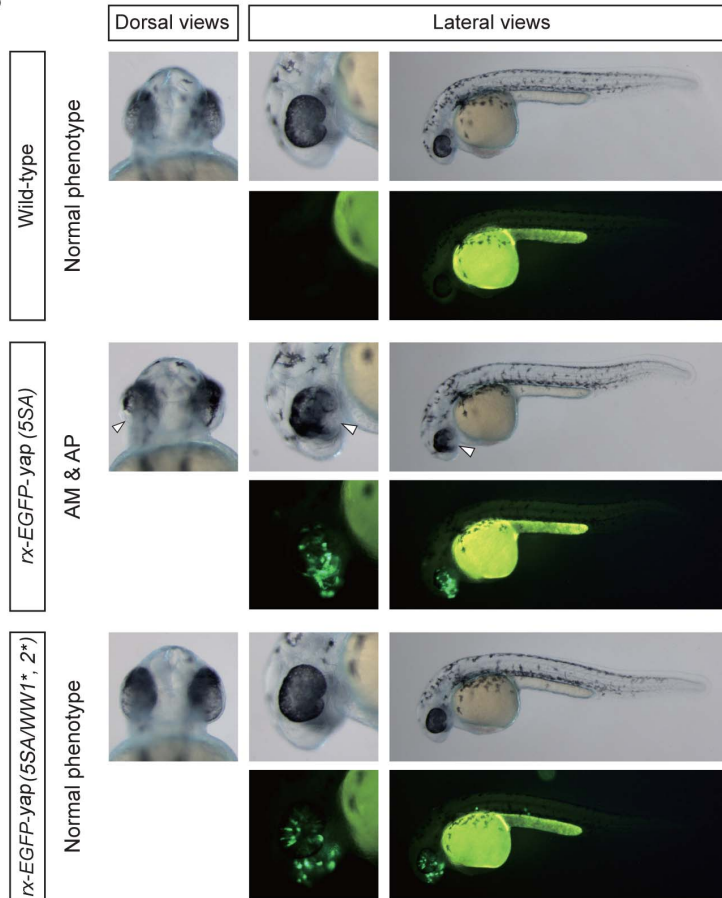 Dorsal views
Lateral views
Wild-type
Normal phenotype
rx-EGFP-yap (5SA)
AM & AP
rx-EGFP-yap (5SA/WW1*, 2*)
Normal phenotype